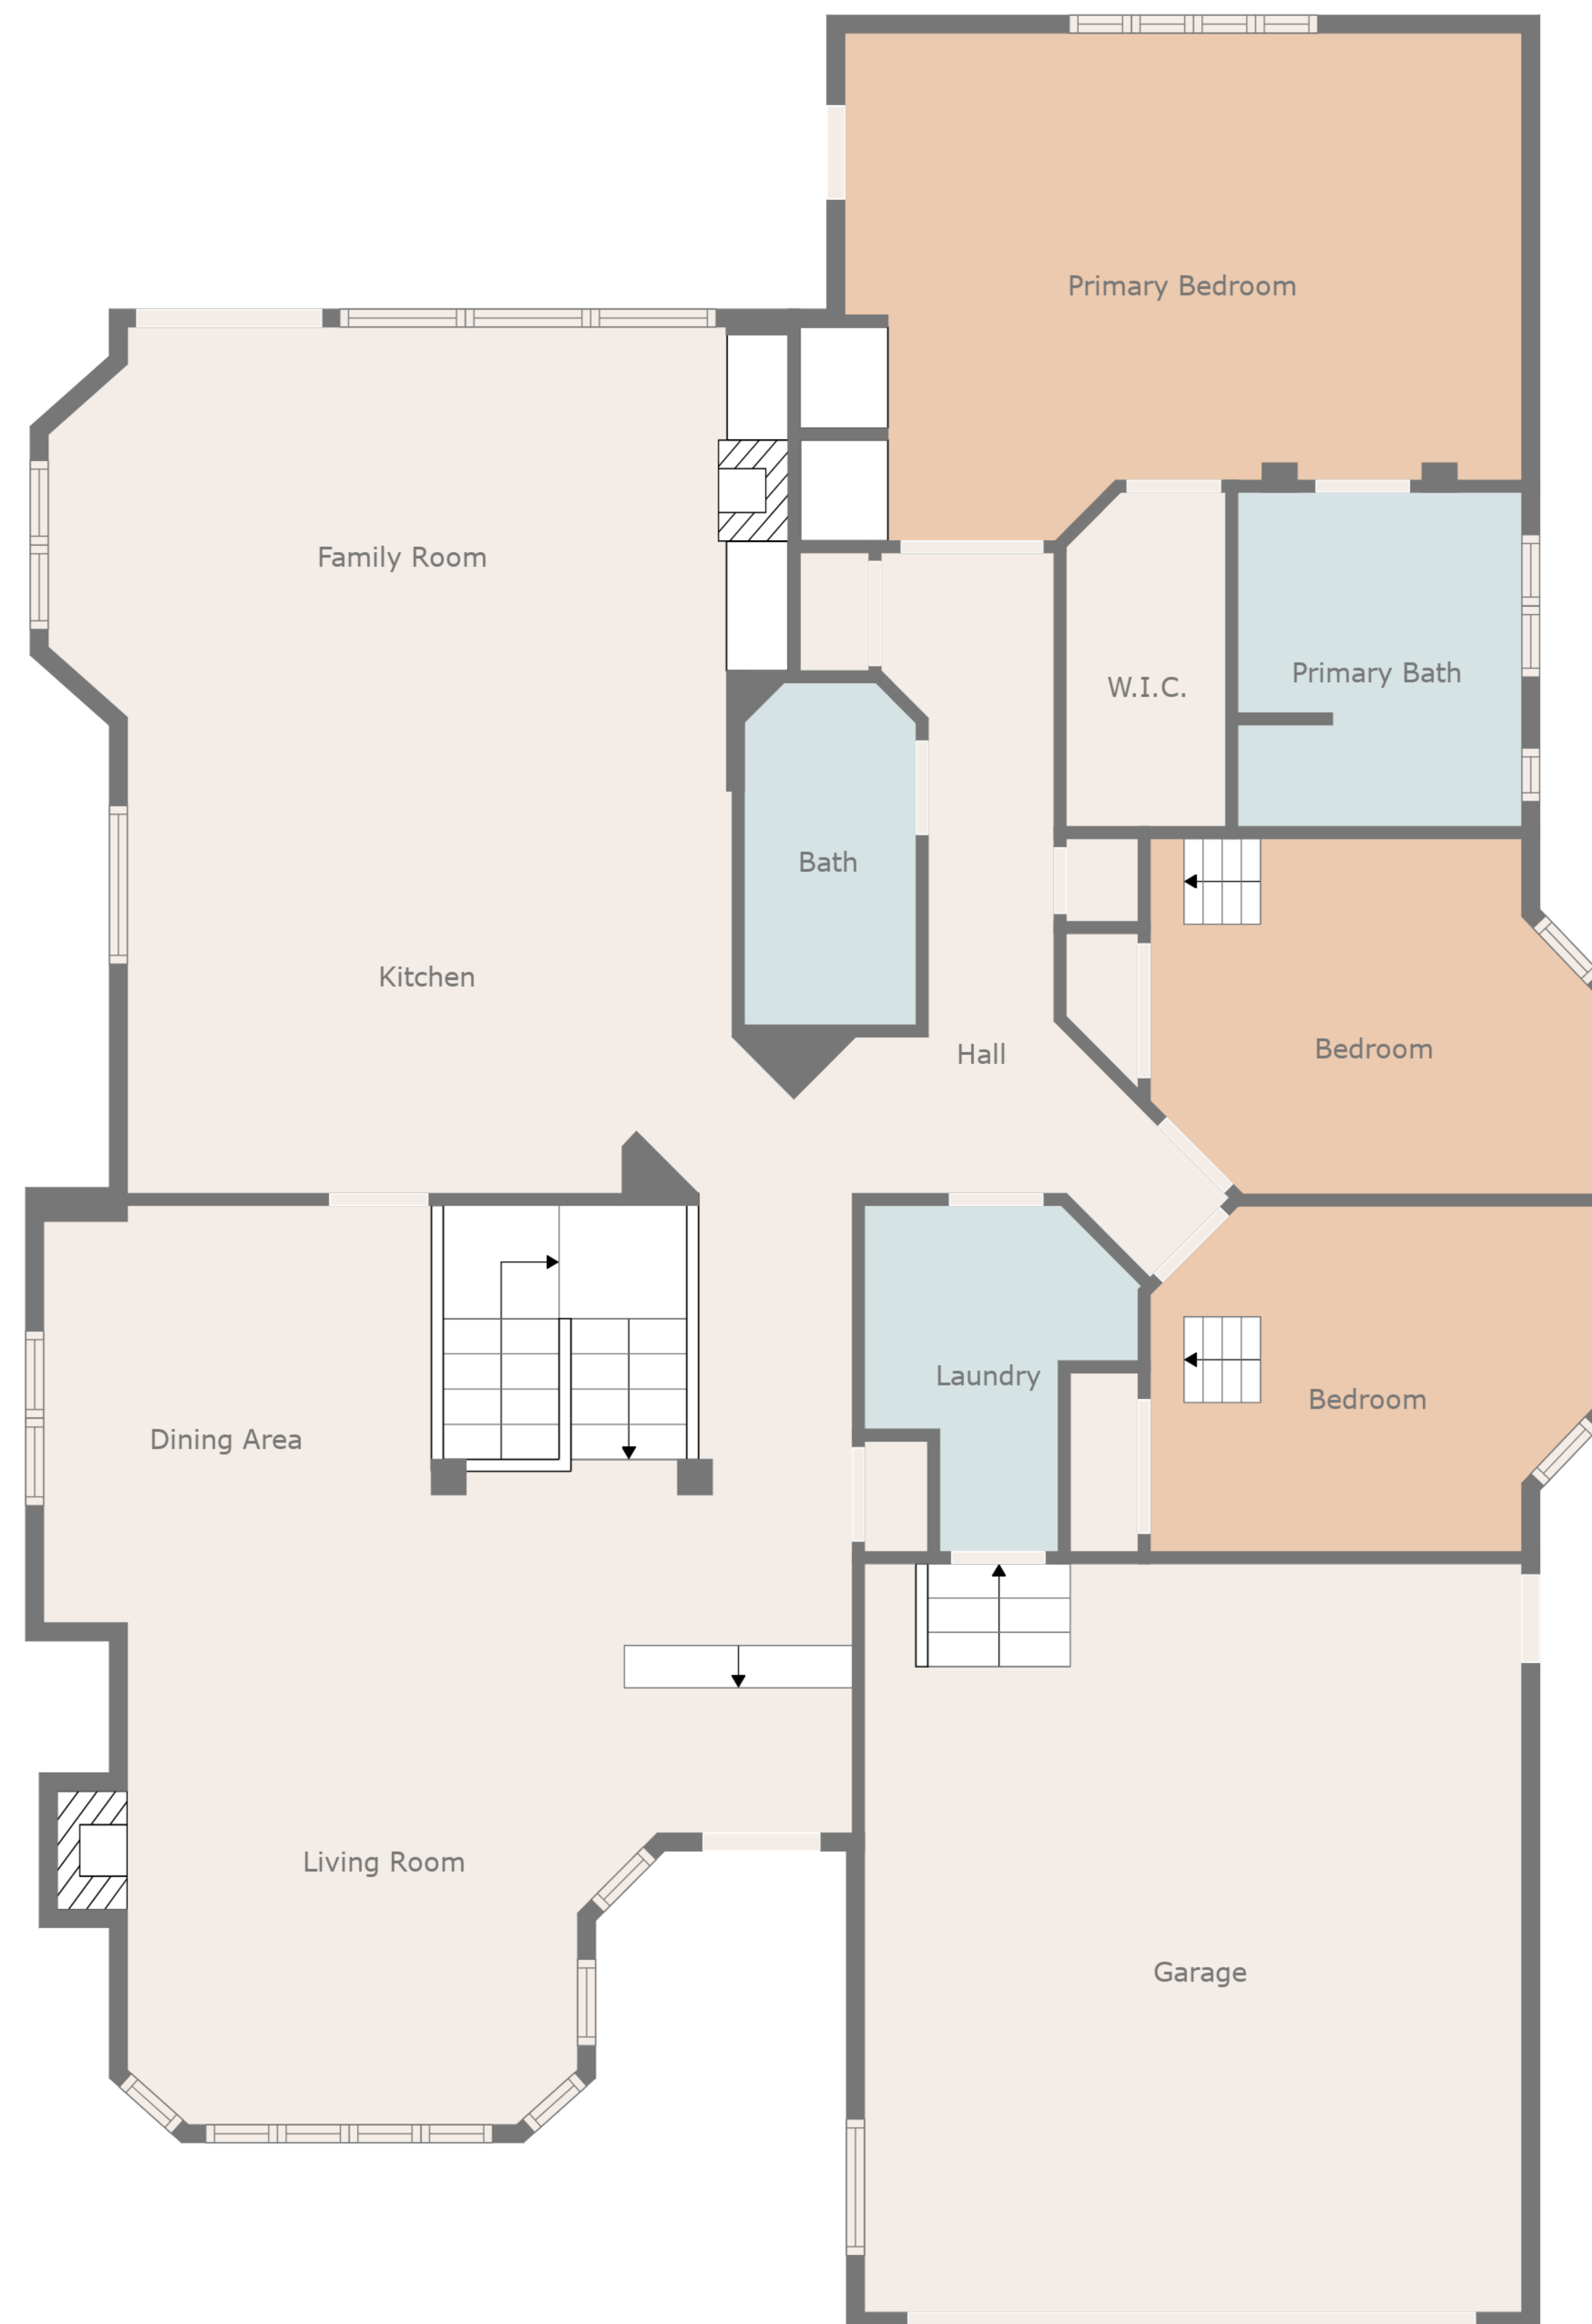 Primary Bedroom
Family Room
Primary Bath
W.I.C.
Bath
Kitchen
Bedroom
Hall
Laundry
Bedroom
Dining Area
Living Room
Garage